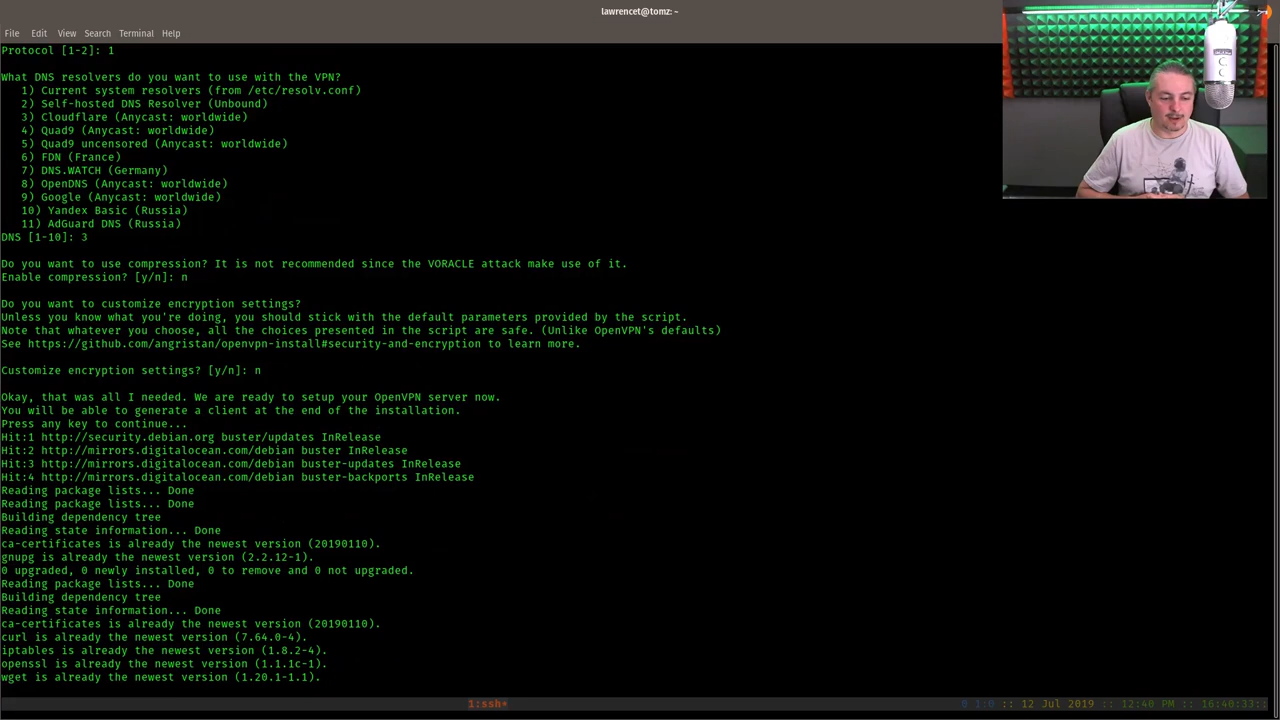 lawrencet@tomz: ~
File Edit View Search Terminal Help
Protocol [1-2]: 1
What DNS resolvers do you want to use with the VPN?
1) Current system resolvers (from /etc/resolv.conf)
2) Self-hosted DNS Resolver (Unbound)
3) Cloudflare (Anycast: worldwide)
4) Quad9 (Anycast: worldwide)
5) Quad9 uncensored (Anycast: worldwide)
6) FDN (France)
7) DNS.WATCH (Germany)
8) OpenDNS (Anycast: worldwide)
9) Google (Anycast: worldwide)
10) Yandex Basic (Russia)
11) AdGuard DNS (Russia)
DNS [1-10]: 3
Do you want to use compression? It is not recommended since the VORACLE attack make use of it.
Enable compression? [y/n]: n
Do you want to customize encryption settings?
Unless you know what you're doing, you should stick with the default parameters provided by the script.
Note that whatever you choose, all the choices presented in the script are safe. (Unlike OpenVPN's defaults)
See https://github.com/angristan/openvpn-install#security-and-encryption to learn more.
Customize encryption settings? [y/n]: n
Okay, that was all I needed. We are ready to setup your OpenVPN server now.
You will be able to generate a client at the end of the installation.
Press any key to continue...
Hit:1 http://security.debian.org buster/updates InRelease
Hit:2 http://mirrors.digitalocean.com/debian buster InRelease
Hit:3 http://mirrors.digitalocean.com/debian buster-updates InRelease
Hit:4 http://mirrors.digitalocean.com/debian buster-backports InRelease
Reading package lists... Done
Reading package lists... Done
Building dependency tree
Reading state information... Done
ca-certificates is already the newest version (20190110).
gnupg is already the newest version (2.2.12-1).
0 upgraded, 0 newly installed, 0 to remove and 0 not upgraded.
Reading package lists... Done
Building dependency tree
Reading state information... Done
ca-certificates is already the newest version (20190110).
curl is already the newest version (7.64.0-4).
iptables is already the newest version (1.8.2-4).
openssl is already the newest version (1.1.1c-1).
wget is already the newest version (1.20.1-1.1).
1:ssh* 0 1:0 :: 12 Jul 2019 :: 12:40 PM :: 16:40:33::